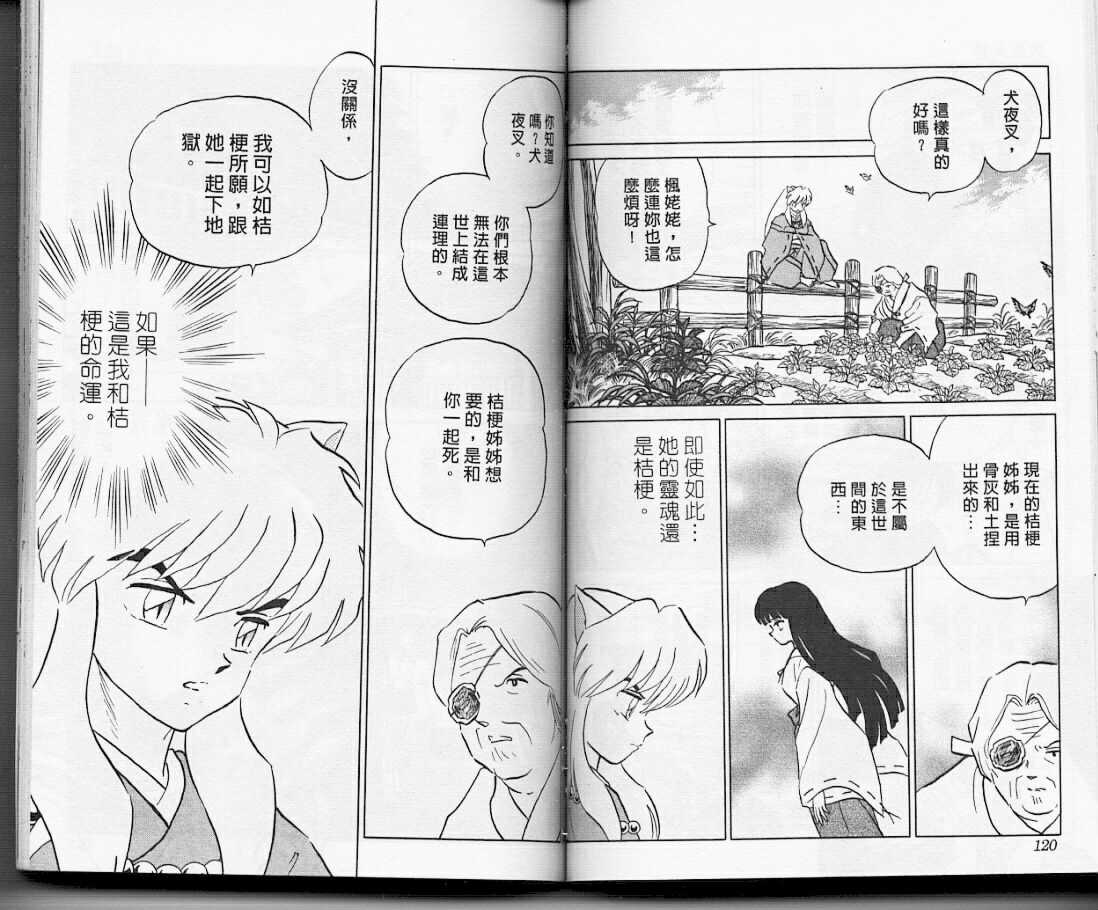 犬夜叉，
這樣真的
好嗎？
楓姥姥，怎
麼連妳也這
麼煩呀！
現在的桔梗
姊姊，是用
骨灰和土捏
出來的…
是不屬
於這世
間的東
西…
即使如此…
她的靈魂還
是桔梗。
120
你知道
嗎？犬
夜叉。
你們根本
無法在這
世上結成
連理的。
桔梗姊姊想
要的，是和
你一起死。
沒關係，
我可以如桔
梗所願，跟
她一起下地
獄。
如果——
這是我和桔
梗的命運。